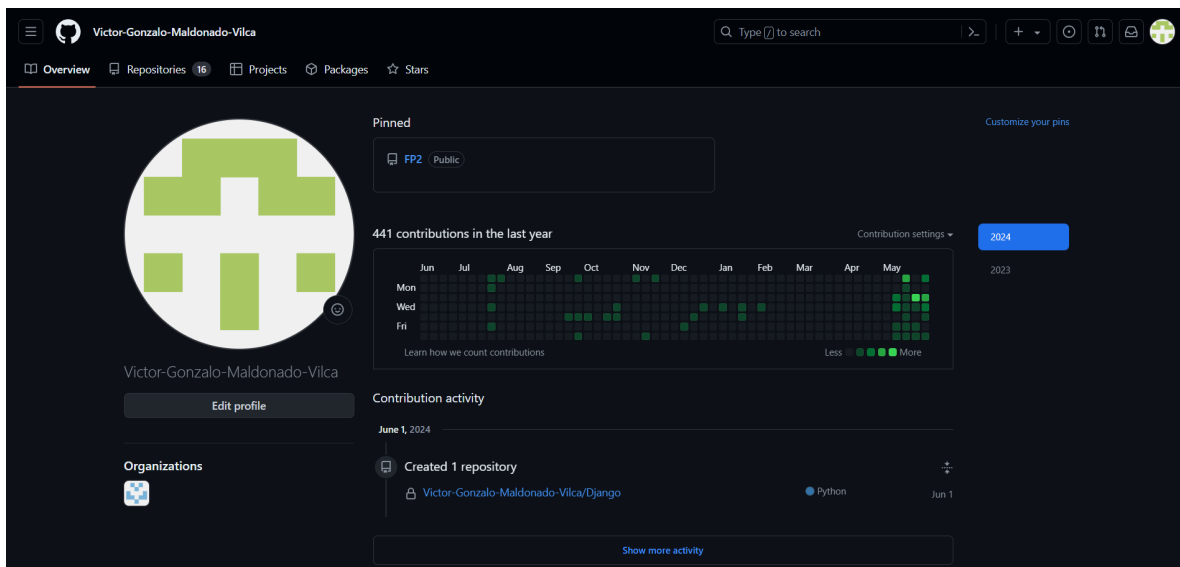 Victor-Gonzalo-Maldonado-Vilca
Type / to search
Overview Repositories 16 Projects Packages Stars
Pinned
Customize your pins
FP2 Public
441 contributions in the last year
Contribution settings
2024
2023
Jun Jul Aug Sep Oct Nov Dec Jan Feb Mar Apr May
Mon
Wed
Fri
Learn how we count contributions
Less More
Victor-Gonzalo-Maldonado-Vilca
Edit profile
Organizations
Contribution activity
June 1, 2024
Created 1 repository
Victor-Gonzalo-Maldonado-Vilca/Django Python Jun 1
Show more activity